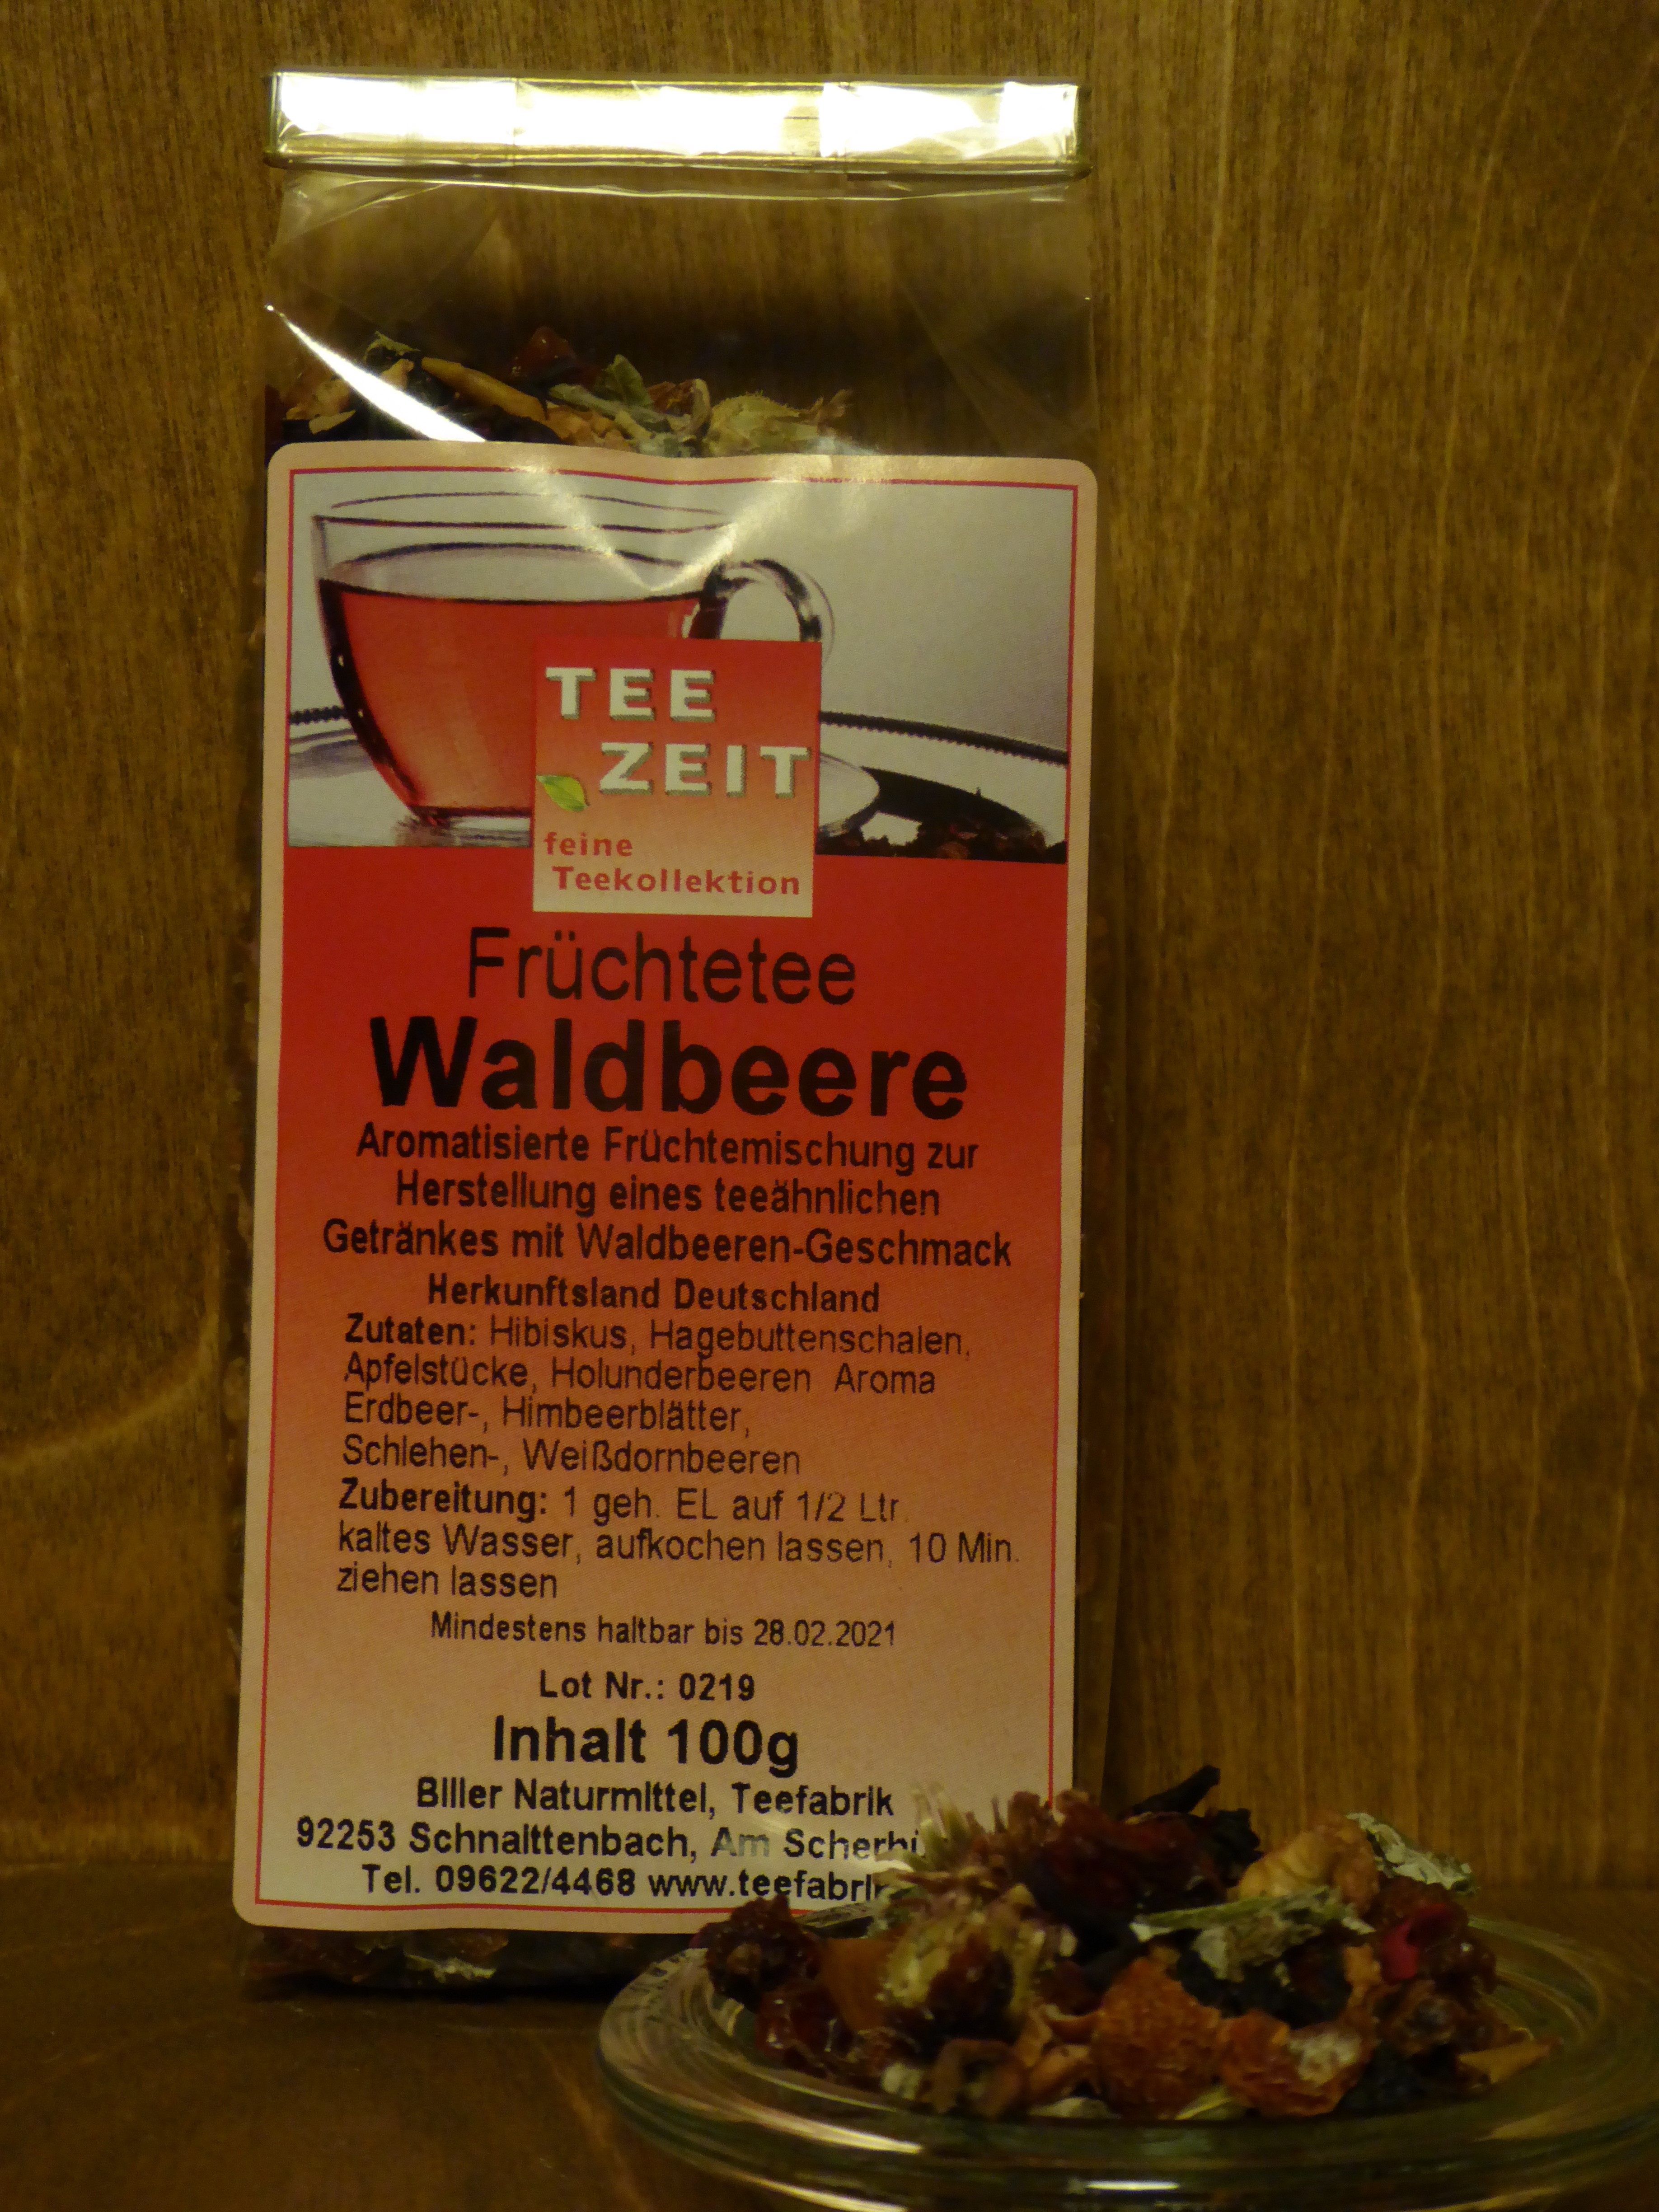 TEE
ZEIT
feine
Teekollektion
Früchtetee
Waldbeere
Aromatisierte Früchtemischung zur
Herstellung eines teeähnlichen
Getränkes mit Waldbeeren-Geschmack
Herkunftsland Deutschland
Zutaten: Hibiskus, Hagebuttenschalen,
Apfelstücke, Holunderbeeren Aroma
Erdbeer-, Himbeerblätter,
Schlehen-, Weißdornbeeren
Zubereitung: 1 geh. EL auf 1/2 Ltr.
kaltes Wasser, aufkochen lassen, 10 Min.
ziehen lassen
Mindestens haltbar bis 28.02.2021
Lot Nr.: 0219
Inhalt 100g
Biller Naturmittel, Teefabrik
92253 Schnaittenbach, Am
Tel. 09622/4468